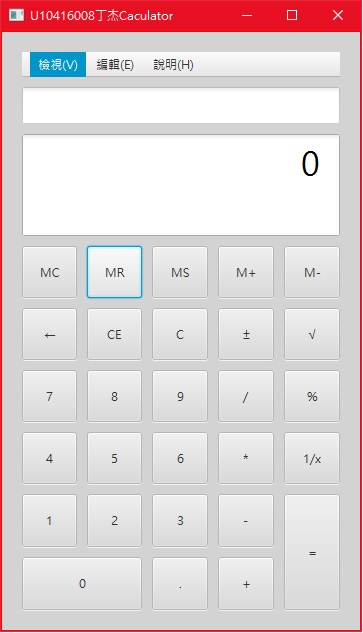 U10416008丁杰Caculator
檢視(V) 編輯(E) 說明(H)
0
MC MR MS M+ M-
← CE C ± √
7 8 9 / %
4 5 6 * 1/x
1 2 3 -
=
0 . +